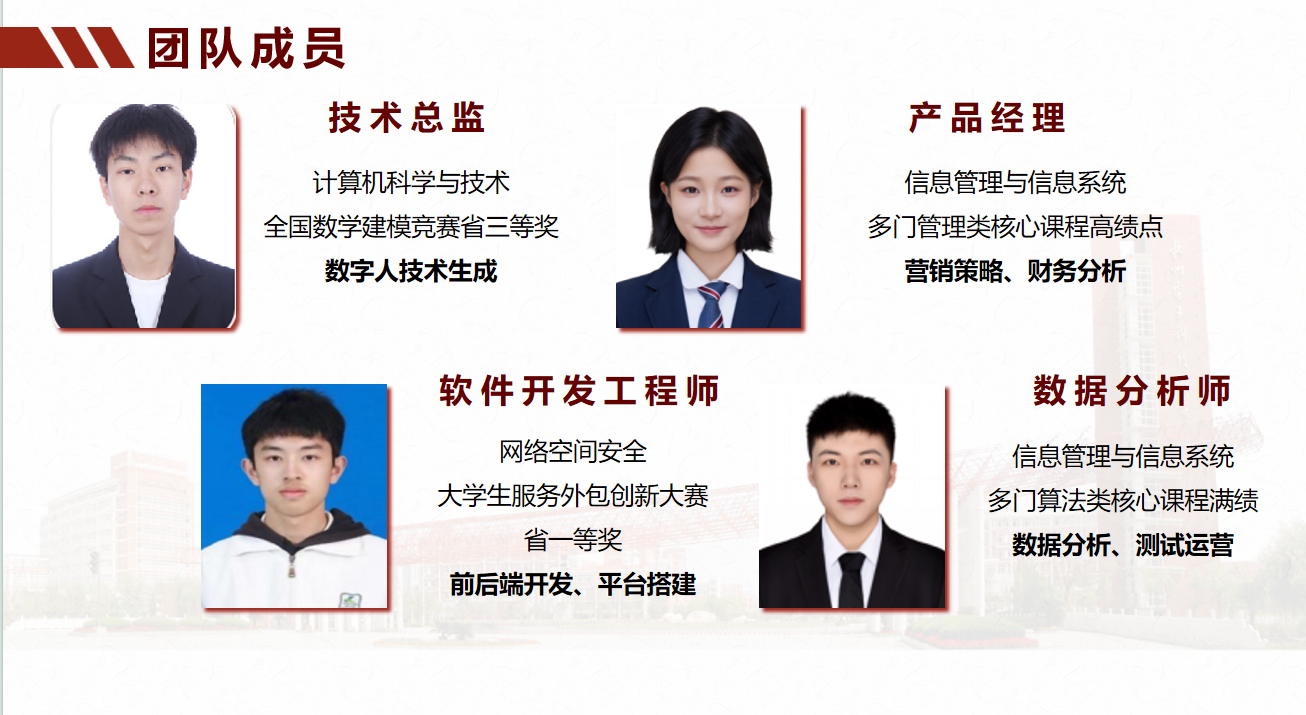 团队成员
技术总监
计算机科学与技术
全国数学建模竞赛省三等奖
数字人技术生成
产品经理
信息管理与信息系统
多门管理类核心课程高绩点
营销策略、财务分析
软件开发工程师
网络空间安全
大学生服务外包创新大赛
省一等奖
前后端开发、平台搭建
数据分析师
信息管理与信息系统
多门算法类核心课程满绩
数据分析、测试运营